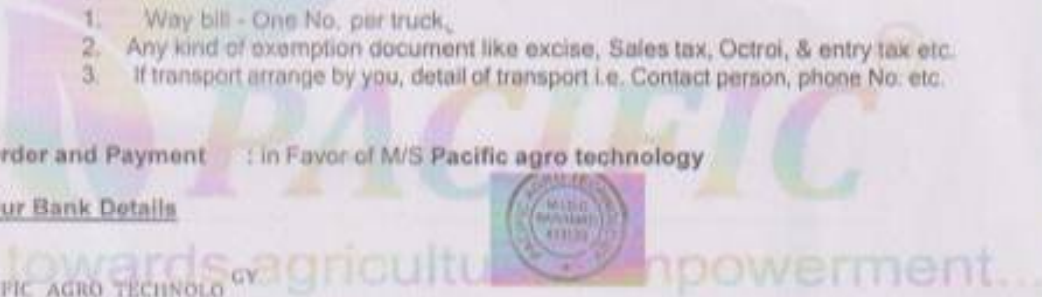 1. Way bill - One No. per truck,
2. Any kind of exemption document like excise, Sales tax, Octroi, & entry tax etc.
3. If transport arrange by you, detail of transport i.e. Contact person, phone No. etc.
PACIFIC
rder and Payment : in Favor of M/S Pacific agro technology
ur Bank Details
towards agricultu mpowerment...
FIC AGRO TECHNOLO GY